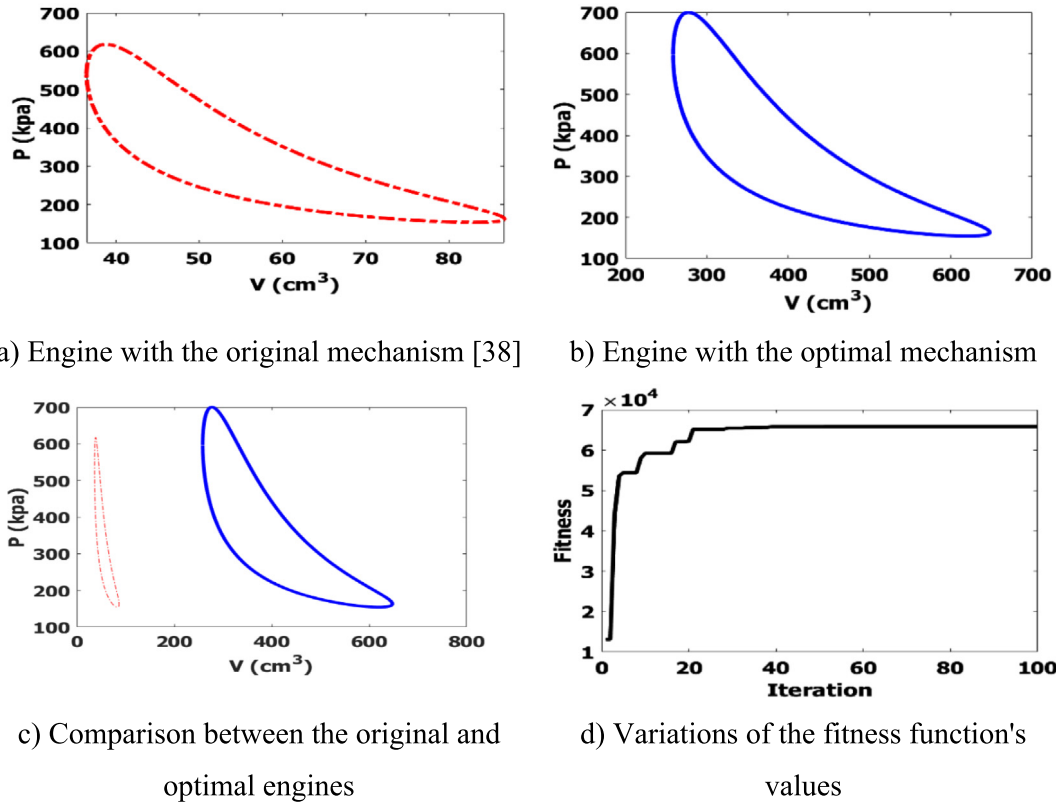 700
600
500
400
300
200
100
P (kpa)
40 50 60 70 80
V (cm³)
a) Engine with the original mechanism [38]
700
600
500
400
300
200
100
P (kpa)
200 300 400 500 600 700
V (cm³)
b) Engine with the optimal mechanism
700
600
500
400
300
200
100
P (kpa)
0 200 400 600 800
V (cm³)
c) Comparison between the original and
optimal engines
×10⁴
7
6
5
4
3
2
1
Fitness
0 20 40 60 80 100
Iteration
d) Variations of the fitness function's
values